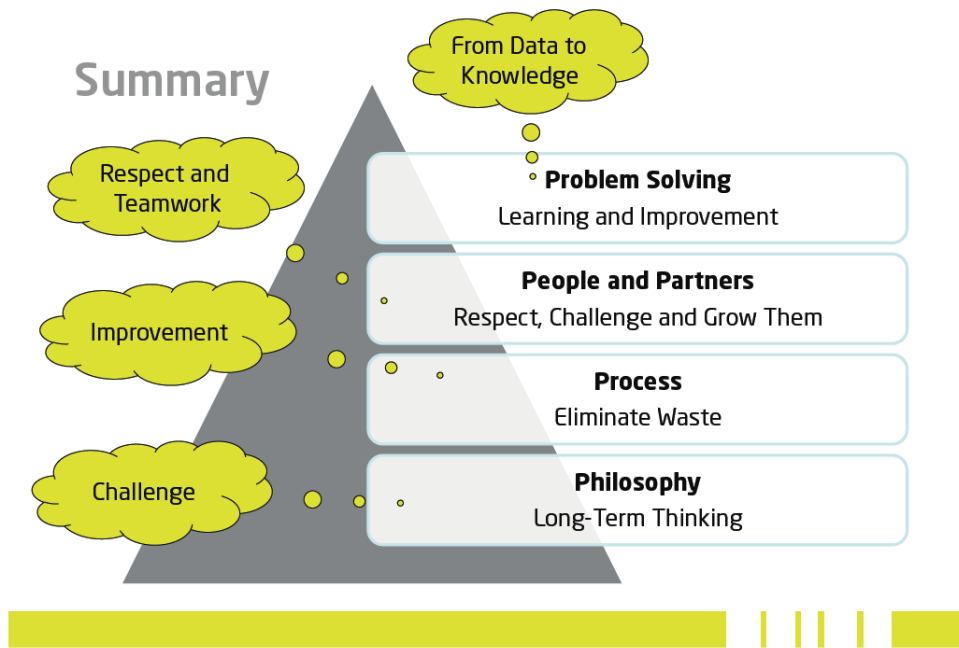 Summary
From Data to
Knowledge
Respect and
Teamwork
Improvement
Challenge
Problem Solving
Learning and Improvement
People and Partners
Respect, Challenge and Grow Them
Process
Eliminate Waste
Philosophy
Long-Term Thinking